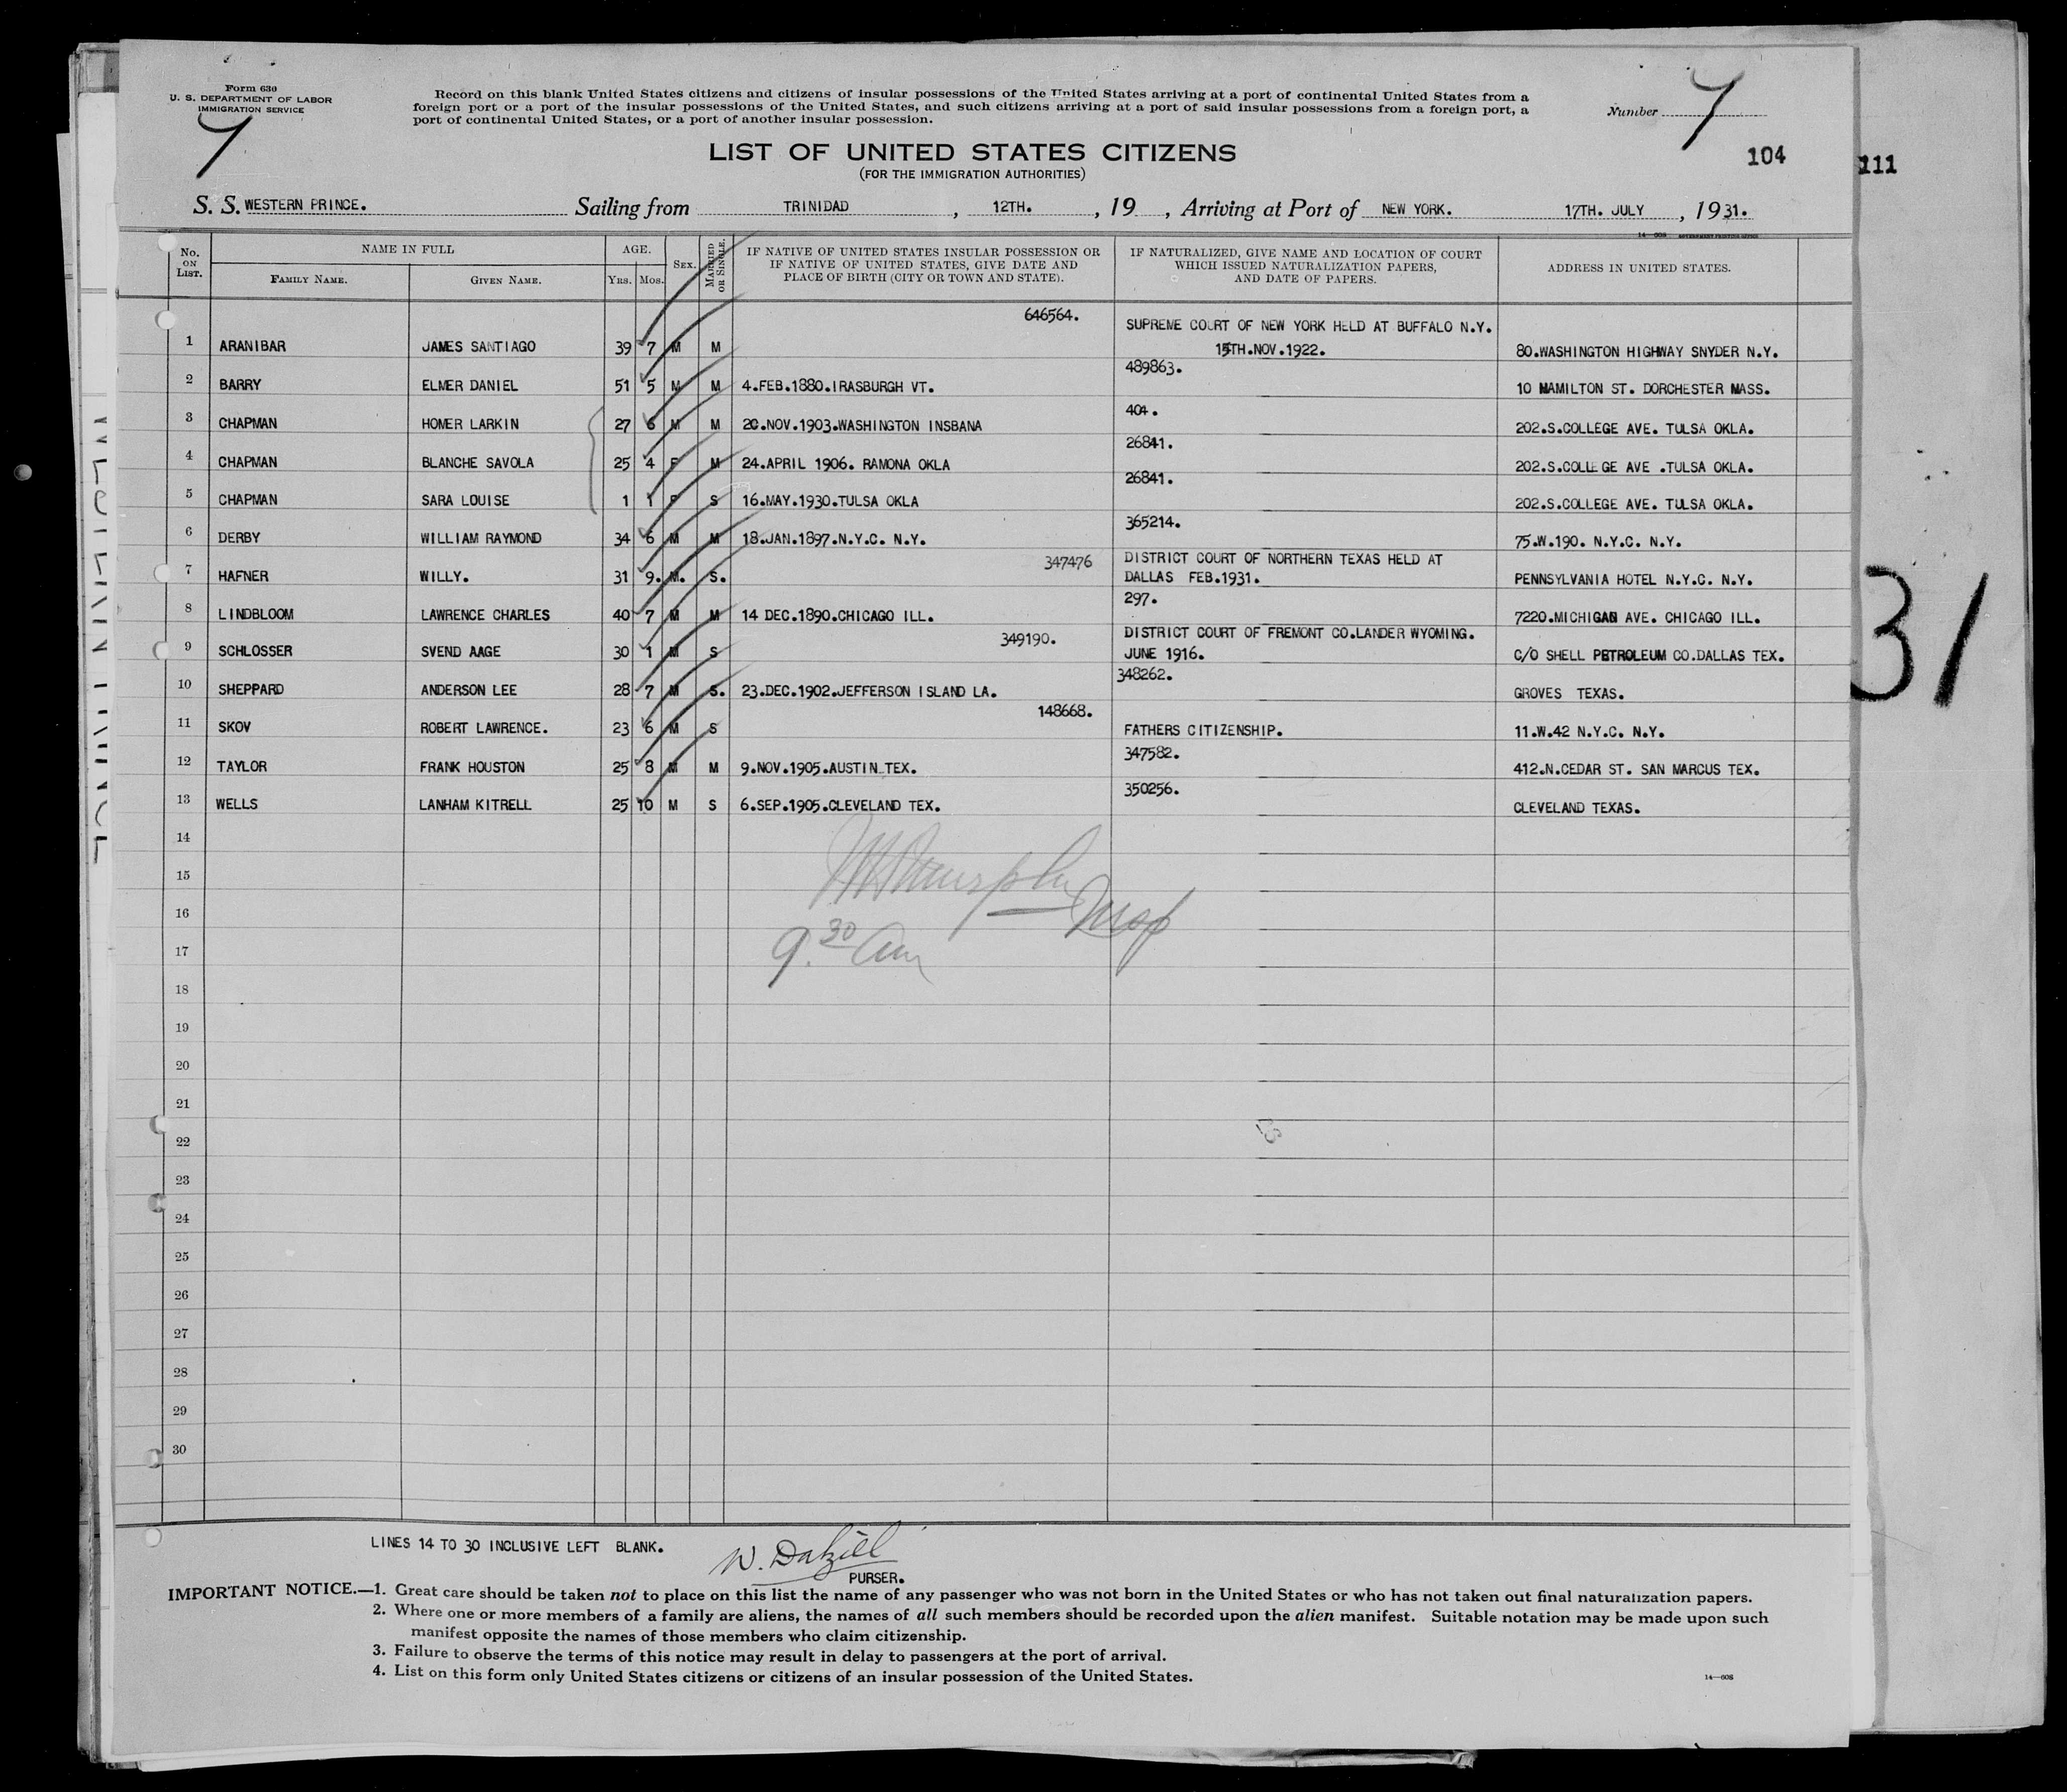 Form 630
U. S. DEPARTMENT OF LABOR
IMMIGRATION SERVICE
7
Record on this blank United States citizens and citizens of insular possessions of the United States arriving at a port of continental United States from a
foreign port or a port of the insular possessions of the United States, and such citizens arriving at a port of said insular possessions from a foreign port, a
port of continental United States, or a port of another insular possession.
Number 7
104
111
LIST OF UNITED STATES CITIZENS
(FOR THE IMMIGRATION AUTHORITIES)
S. S. WESTERN PRINCE. Sailing from TRINIDAD, 12TH., 19 , Arriving at Port of NEW YORK. 17TH. JULY, 1931.
14—608 GOVERNMENT PRINTING OFFICE
No. ON LIST. NAME IN FULL FAMILY NAME. GIVEN NAME. AGE. YRS. MOS. SEX. MARRIED OR SINGLE. IF NATIVE OF UNITED STATES INSULAR POSSESSION OR IF NATIVE OF UNITED STATES, GIVE DATE AND PLACE OF BIRTH (CITY OR TOWN AND STATE). IF NATURALIZED, GIVE NAME AND LOCATION OF COURT WHICH ISSUED NATURALIZATION PAPERS, AND DATE OF PAPERS. ADDRESS IN UNITED STATES.
646564. SUPREME COURT OF NEW YORK HELD AT BUFFALO N.Y.
1 ARANIBAR JAMES SANTIAGO 39 7 M M 15TH.NOV.1922. 80.WASHINGTON HIGHWAY SNYDER N.Y.
489863.
2 BARRY ELMER DANIEL 51 5 M M 4.FEB.1880.IRASBURGH VT. 10 HAMILTON ST. DORCHESTER MASS.
404.
3 CHAPMAN HOMER LARKIN 27 6 M M 20.NOV.1903.WASHINGTON INSBANA 202.S.COLLEGE AVE. TULSA OKLA.
26841.
4 CHAPMAN BLANCHE SAVOLA 25 4 F M 24.APRIL 1906. RAMONA OKLA 202.S.COLLEGE AVE .TULSA OKLA.
26841.
5 CHAPMAN SARA LOUISE 1 1 F S 16.MAY.1930.TULSA OKLA 202.S.COLLEGE AVE. TULSA OKLA.
365214.
6 DERBY WILLIAM RAYMOND 34 6 M M 18.JAN.1897.N.Y.C. N.Y. 75.W.190. N.Y.C. N.Y.
347476 DISTRICT COURT OF NORTHERN TEXAS HELD AT
7 HAFNER WILLY. 31 9. M. S. DALLAS FEB.1931. PENNSYLVANIA HOTEL N.Y.C. N.Y.
297.
8 LINDBLOOM LAWRENCE CHARLES 40 7 M M 14 DEC.1890.CHICAGO ILL. 7220.MICHIGAN AVE. CHICAGO ILL.
349190. DISTRICT COURT OF FREMONT CO.LANDER WYOMING.
9 SCHLOSSER SVEND AAGE 30 1 M S JUNE 1916. C/O SHELL PETROLEUM CO.DALLAS TEX.
348262.
10 SHEPPARD ANDERSON LEE 28 7 M S. 23.DEC.1902.JEFFERSON ISLAND LA. GROVES TEXAS.
148668.
11 SKOV ROBERT LAWRENCE. 23 6 M S FATHERS CITIZENSHIP. 11.W.42 N.Y.C. N.Y.
347582.
12 TAYLOR FRANK HOUSTON 25 8 M M 9.NOV.1905.AUSTIN TEX. 412.N.CEDAR ST. SAN MARCUS TEX.
350256.
13 WELLS LANHAM KITRELL 25 10 M S 6.SEP.1905.CLEVELAND TEX. CLEVELAND TEXAS.
14
15
16
9.30 am
17
18
19
20
21
22
23
24
25
26
27
28
29
30
31
LINES 14 TO 30 INCLUSIVE LEFT BLANK.
W. Dalziell
PURSER.
IMPORTANT NOTICE.—1. Great care should be taken not to place on this list the name of any passenger who was not born in the United States or who has not taken out final naturalization papers.
2. Where one or more members of a family are aliens, the names of all such members should be recorded upon the alien manifest. Suitable notation may be made upon such
manifest opposite the names of those members who claim citizenship.
3. Failure to observe the terms of this notice may result in delay to passengers at the port of arrival.
4. List on this form only United States citizens or citizens of an insular possession of the United States.
14—608